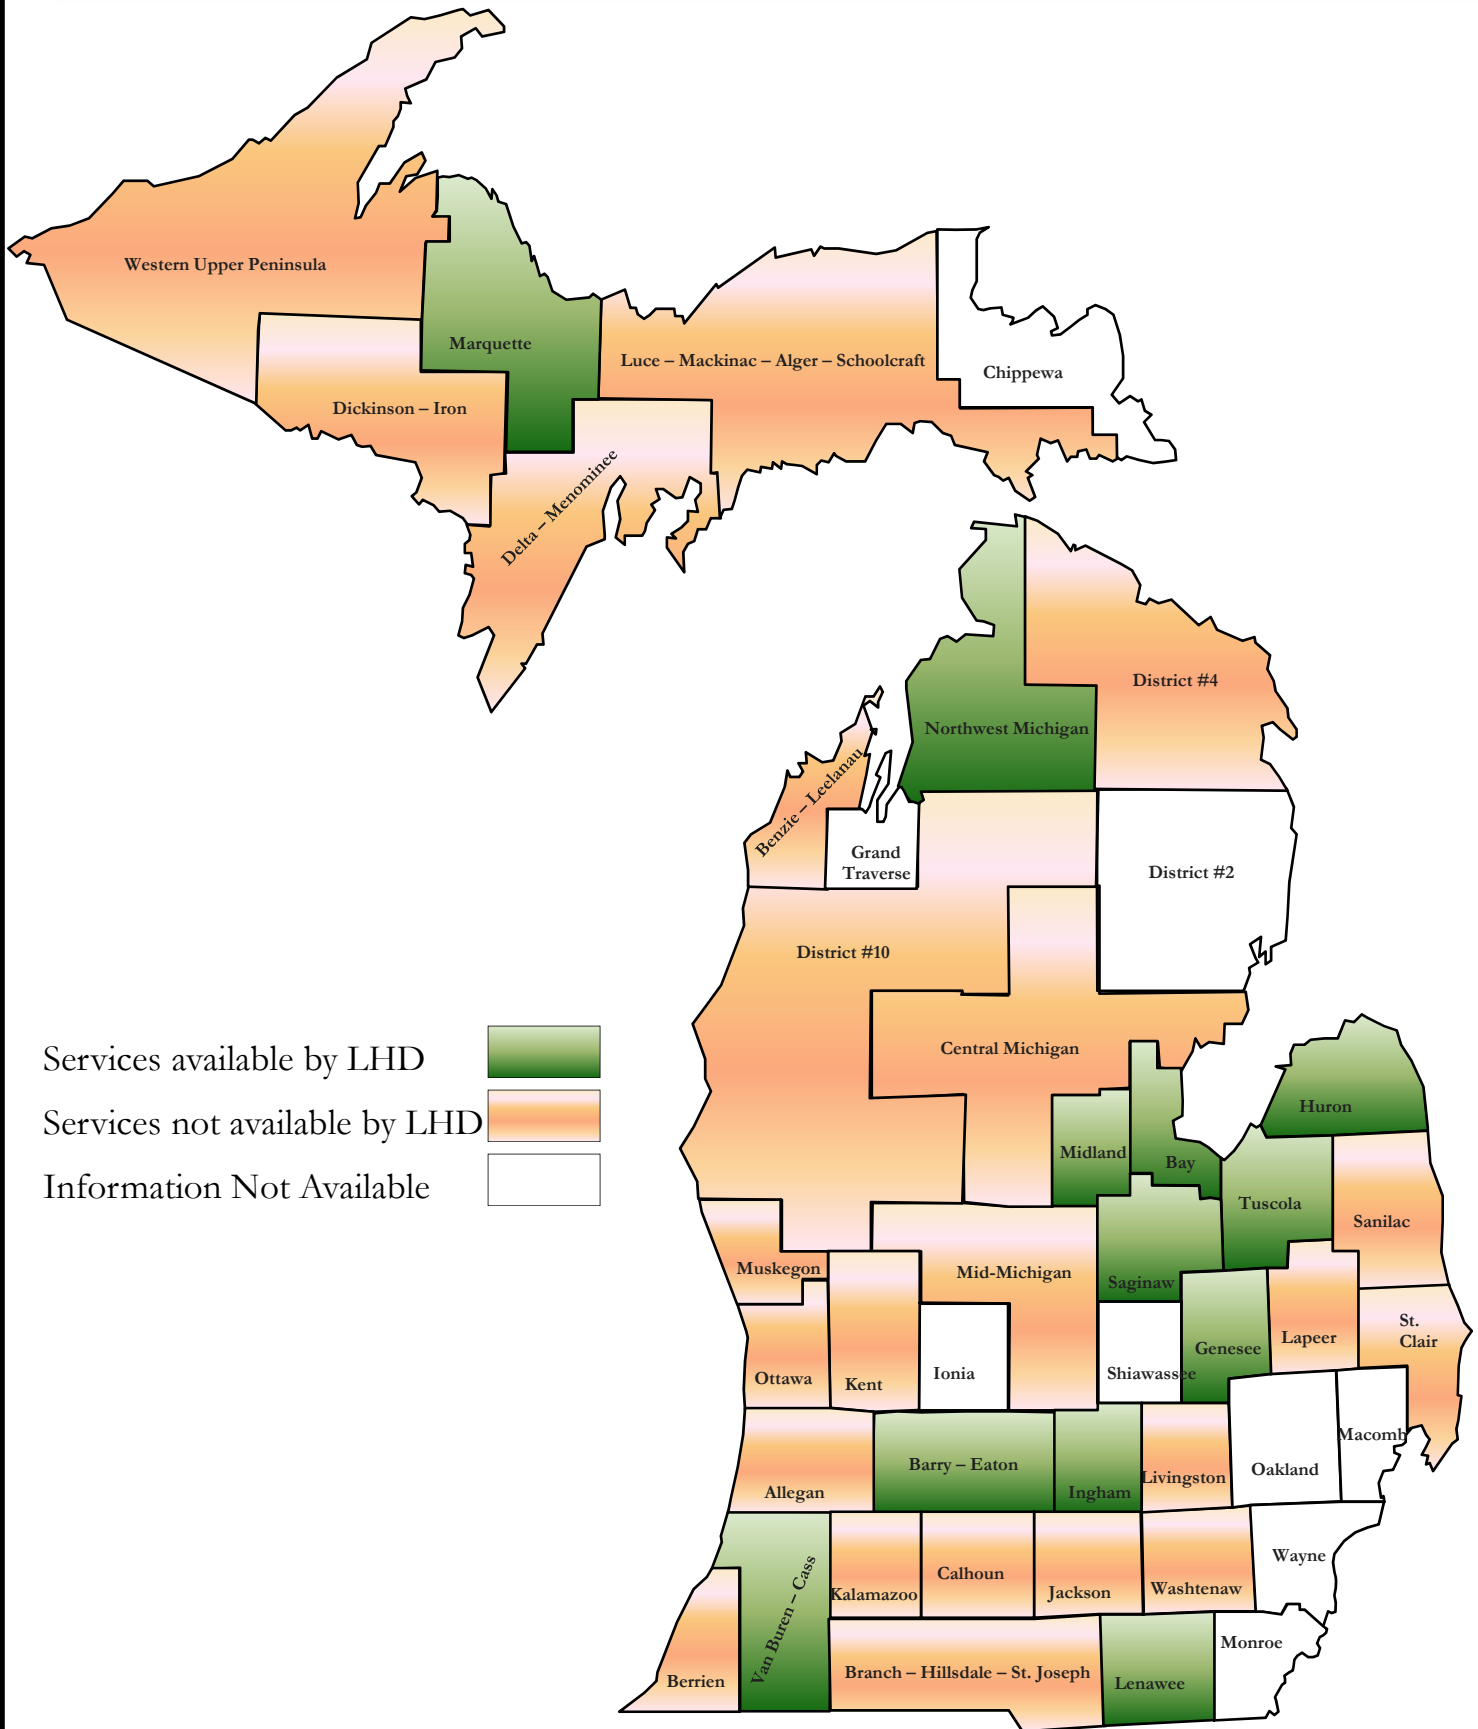 Western Upper Peninsula
Marquette
Luce – Mackinac – Alger – Schoolcraft
Chippewa
Dickinson – Iron
Delta – Menominee
District #4
Northwest Michigan
Benzie – Leelanau
Grand
Traverse
District #2
District #10
Central Michigan
Services available by LHD
Services not available by LHD
Information Not Available
Huron
Midland
Bay
Tuscola
Sanilac
Muskegon
Mid-Michigan
Saginaw
St.
Clair
Lapeer
Genesee
Ottawa
Kent
Ionia
Shiawassee
Macomb
Barry – Eaton
Oakland
Livingston
Allegan
Ingham
Wayne
Calhoun
Kalamazoo
Jackson
Washtenaw
Van Buren – Cass
Monroe
Branch – Hillsdale – St. Joseph
Berrien
Lenawee